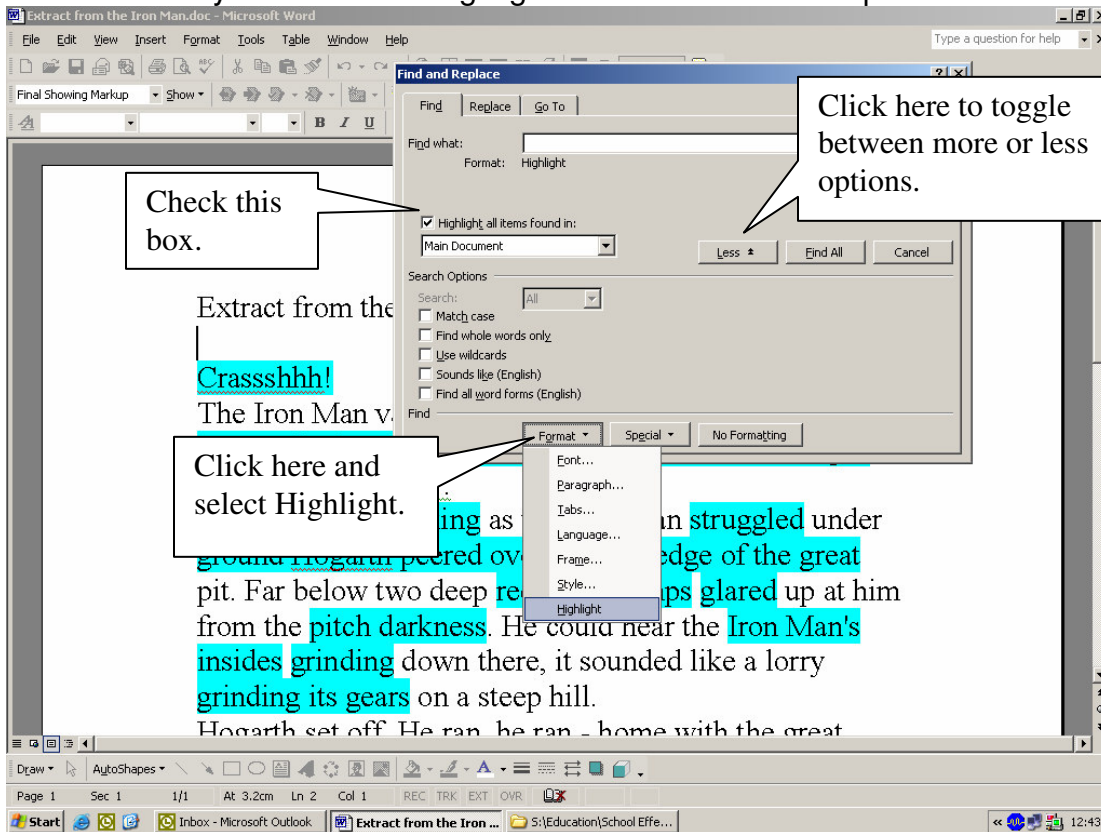 Extract from the Iron Man.doc - Microsoft Word
File Edit View Insert Format Tools Table Window Help
Type a question for help
Final Showing Markup Show
B I U
Find and Replace
Find Replace Go To
Find what:
Format: Highlight
Click here to toggle
between more or less
options.
Check this
box.
Highlight all items found in:
Main Document
Less Find All Cancel
Search Options
Search: All
Match case
Find whole words only
Use wildcards
Sounds like (English)
Find all word forms (English)
Find
Format Special No Formatting
Font...
Paragraph...
Tabs...
Language...
Frame...
Style...
Highlight
Click here and
select Highlight.
Extract from the
Crassshhh!
The Iron Man
ing as an struggled under
ground Hogarth peered edge of the great
pit. Far below two deep glared up at him
from the pitch darkness. He could hear the Iron Man's
insides grinding down there, it sounded like a lorry
grinding its gears on a steep hill.
Hogarth set off. He ran, he ran - home with the great
Draw AutoShapes
Page 1 Sec 1 1/1 At 3.2cm Ln 2 Col 1 REC TRK EXT OVR
Start Inbox - Microsoft Outlook Extract from the Iron ... S:\Education\School Effe... 12:43